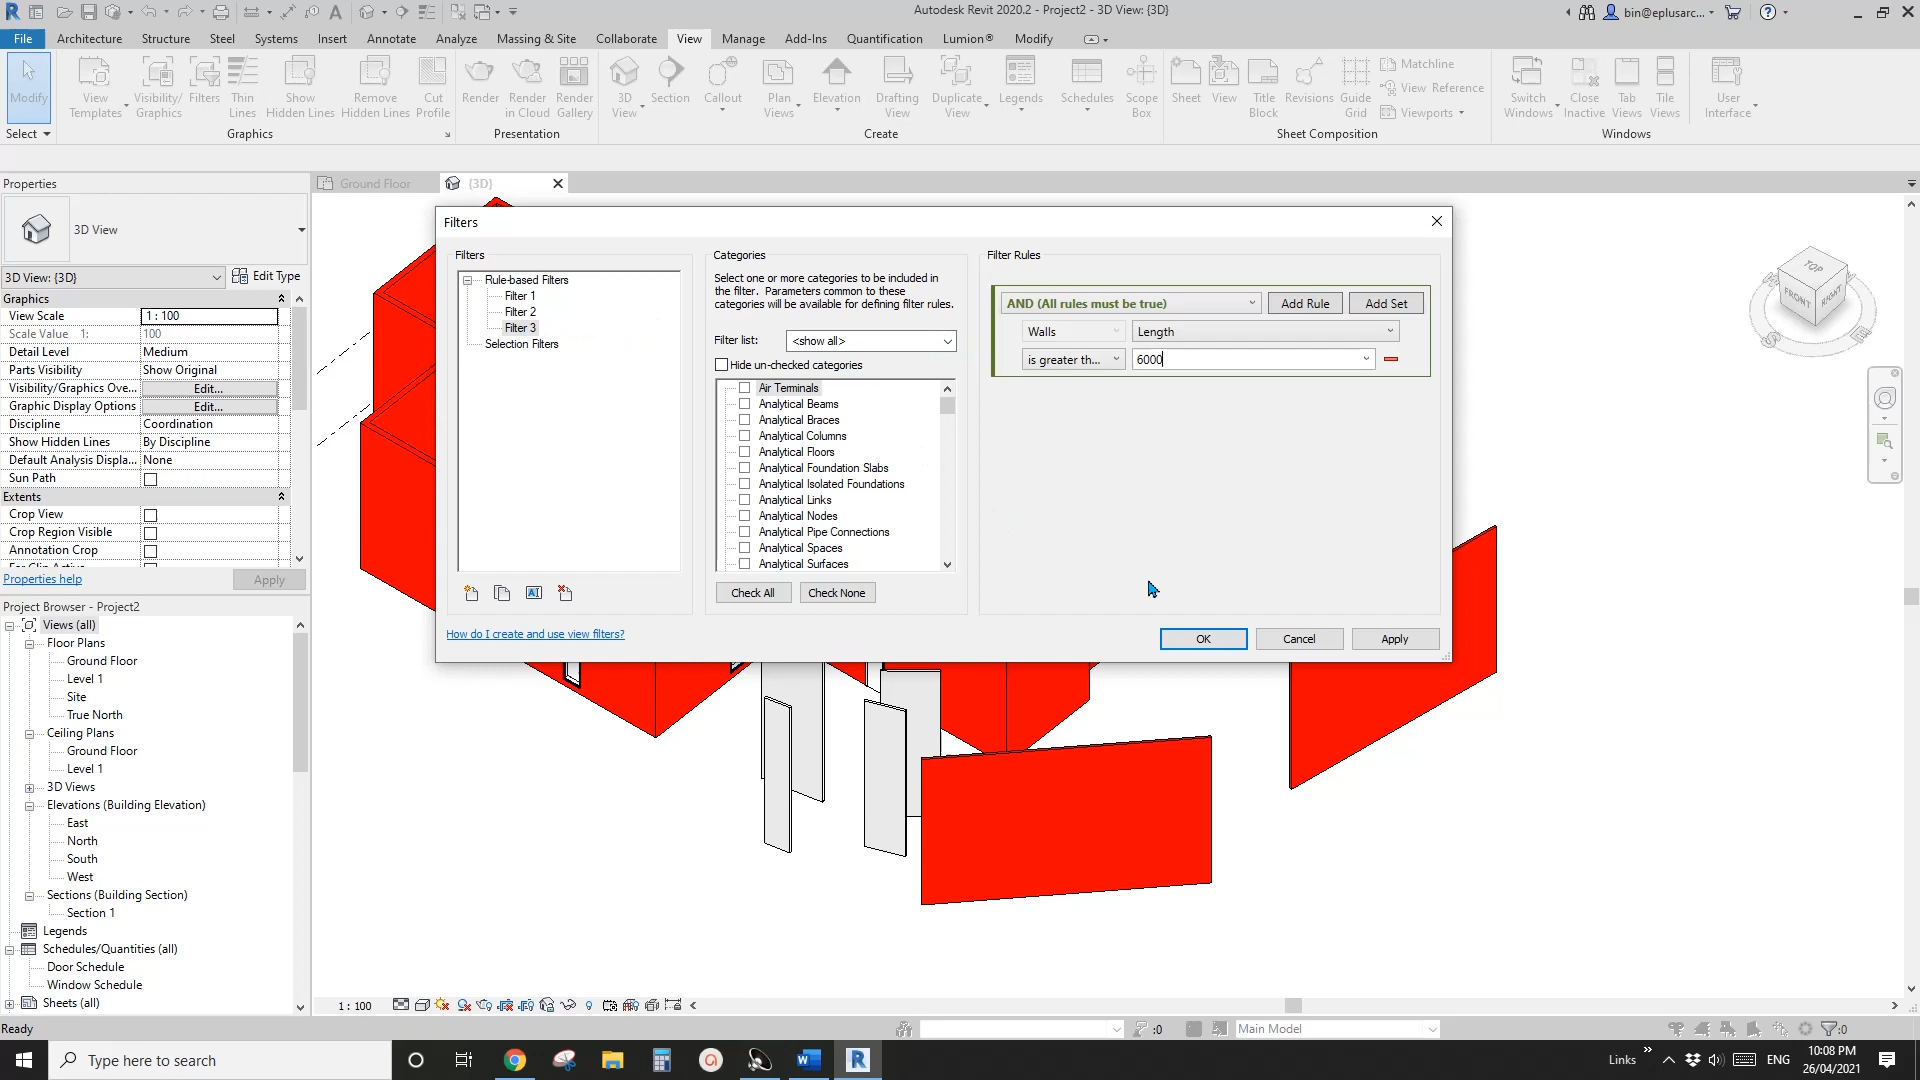 Autodesk Revit 2020.2 - Project2 - 3D View: {3D}
bin@eplusarc...
File Architecture Structure Steel Systems Insert Annotate Analyze Massing & Site Collaborate View Manage Add-Ins Quantification Lumion® Modify
Modify
View Templates
Visibility/ Graphics
Filters
Thin Lines
Show Hidden Lines
Remove Hidden Lines
Cut Profile
Render
Render in Cloud
Render Gallery
3D View
Section
Callout
Plan Views
Elevation
Drafting View
Duplicate View
Legends
Schedules
Scope Box
Sheet
View
Title Block
Revisions
Guide Grid
Matchline
View Reference
Viewports
Switch Windows
Close Inactive
Tab Views
Tile Views
User Interface
Select Graphics Presentation Create Sheet Composition Windows
Properties
Ground Floor
{3D}
3D View
3D View: {3D}
Edit Type
Graphics
View Scale 1 : 100
Scale Value 1: 100
Detail Level Medium
Parts Visibility Show Original
Visibility/Graphics Ove... Edit...
Graphic Display Options Edit...
Discipline Coordination
Show Hidden Lines By Discipline
Default Analysis Displa... None
Sun Path
Extents
Crop View
Crop Region Visible
Annotation Crop
Properties help
Apply
Project Browser - Project2
Views (all)
Floor Plans
Ground Floor
Level 1
Site
True North
Ceiling Plans
Ground Floor
Level 1
3D Views
Elevations (Building Elevation)
East
North
South
West
Sections (Building Section)
Section 1
Legends
Schedules/Quantities (all)
Door Schedule
Window Schedule
Sheets (all)
Filters
Filters
Rule-based Filters
Filter 1
Filter 2
Filter 3
Selection Filters
How do I create and use view filters?
Categories
Select one or more categories to be included in
the filter. Parameters common to these
categories will be available for defining filter rules.
Filter list: <show all>
Hide un-checked categories
Air Terminals
Analytical Beams
Analytical Braces
Analytical Columns
Analytical Floors
Analytical Foundation Slabs
Analytical Isolated Foundations
Analytical Links
Analytical Nodes
Analytical Pipe Connections
Analytical Spaces
Analytical Surfaces
Check All Check None
Filter Rules
AND (All rules must be true) Add Rule Add Set
Walls Length
is greater th... 6000
OK Cancel Apply
TOP
FRONT
RIGHT
1 : 100
Ready
:0
Main Model
:0
Type here to search
Links
ENG
10:08 PM
26/04/2021